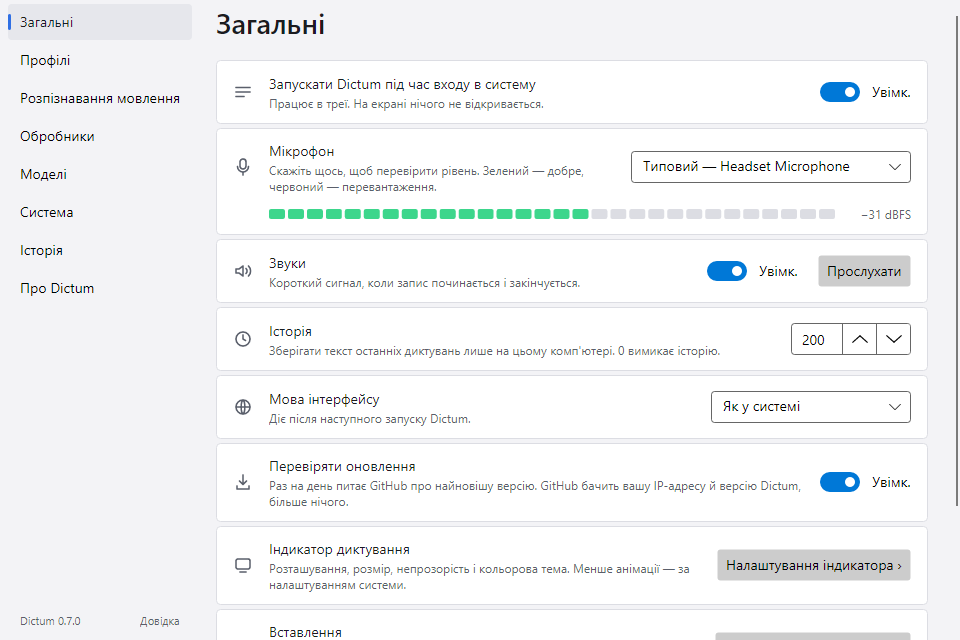 Загальні
Профілі
Розпізнавання мовлення
Обробники
Моделі
Система
Історія
Про Dictum
Dictum 0.7.0
Довідка
Загальні
Запускати Dictum під час входу в систему
Працює в треї. На екрані нічого не відкривається.
Увімк.
Мікрофон
Скажіть щось, щоб перевірити рівень. Зелений — добре,
червоний — перевантаження.
Типовий — Headset Microphone
−31 dBFS
Звуки
Короткий сигнал, коли запис починається і закінчується.
Увімк.
Прослухати
Історія
Зберігати текст останніх диктувань лише на цьому комп'ютері. 0 вимикає історію.
200
Мова інтерфейсу
Діє після наступного запуску Dictum.
Як у системі
Перевіряти оновлення
Раз на день питає GitHub про найновішу версію. GitHub бачить вашу IP-адресу й версію Dictum,
більше нічого.
Увімк.
Індикатор диктування
Розташування, розмір, непрозорість і кольорова тема. Менше анімації — за
налаштуванням системи.
Налаштування індикатора ›
Вставлення